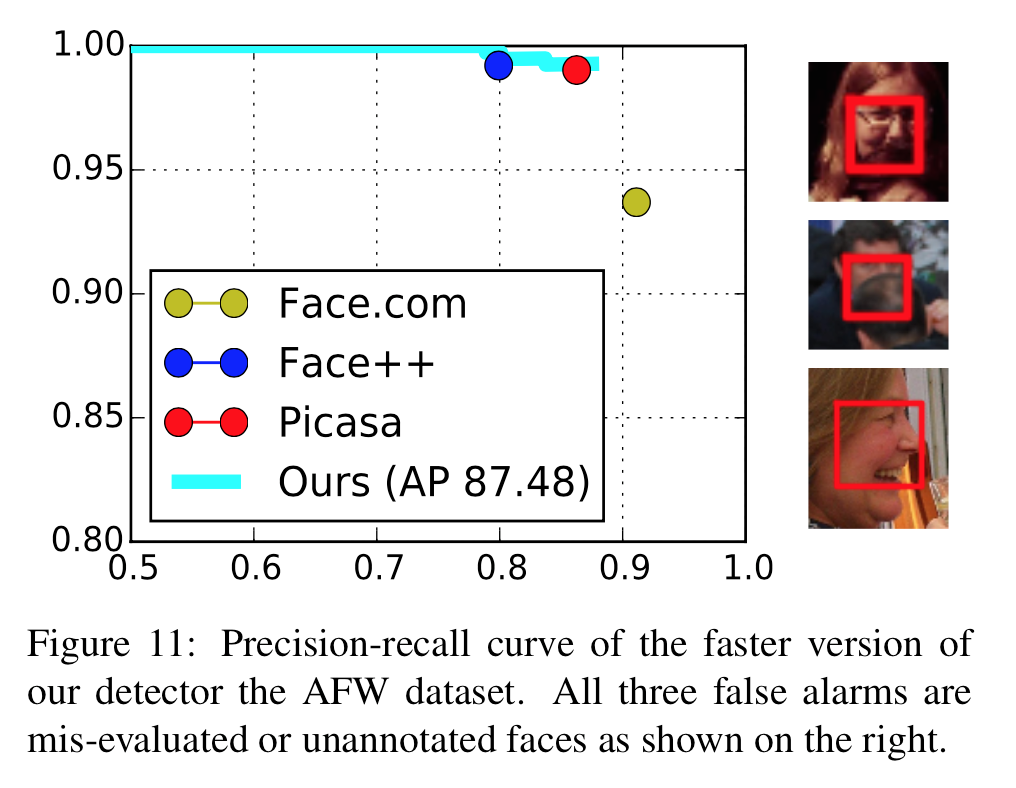 1.00
0.95
0.90
0.85
0.80
0.5 0.6 0.7 0.8 0.9 1.0
Face.com
Face++
Picasa
Ours (AP 87.48)
Figure 11: Precision-recall curve of the faster version of
our detector the AFW dataset. All three false alarms are
mis-evaluated or unannotated faces as shown on the right.